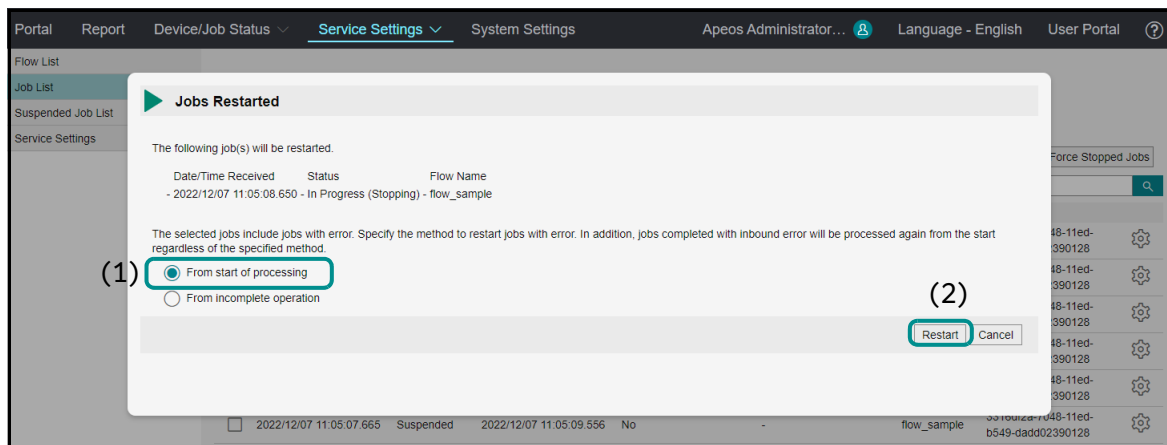 Portal Report Device/Job Status Service Settings System Settings Apeos Administrator... Language - English User Portal ?
Flow List
Job List
Suspended Job List
Service Settings
Force Stopped Jobs
Jobs Restarted
The following job(s) will be restarted.
Date/Time Received Status Flow Name
- 2022/12/07 11:05:08.650 - In Progress (Stopping) - flow_sample
The selected jobs include jobs with error. Specify the method to restart jobs with error. In addition, jobs completed with inbound error will be processed again from the start
regardless of the specified method.
(1)
From start of processing
From incomplete operation
(2)
Restart Cancel
48-11ed-
390128
48-11ed-
390128
48-11ed-
390128
48-11ed-
390128
48-11ed-
390128
2022/12/07 11:05:07.665 Suspended 2022/12/07 11:05:09.556 No - flow_sample
b549-dadd02390128